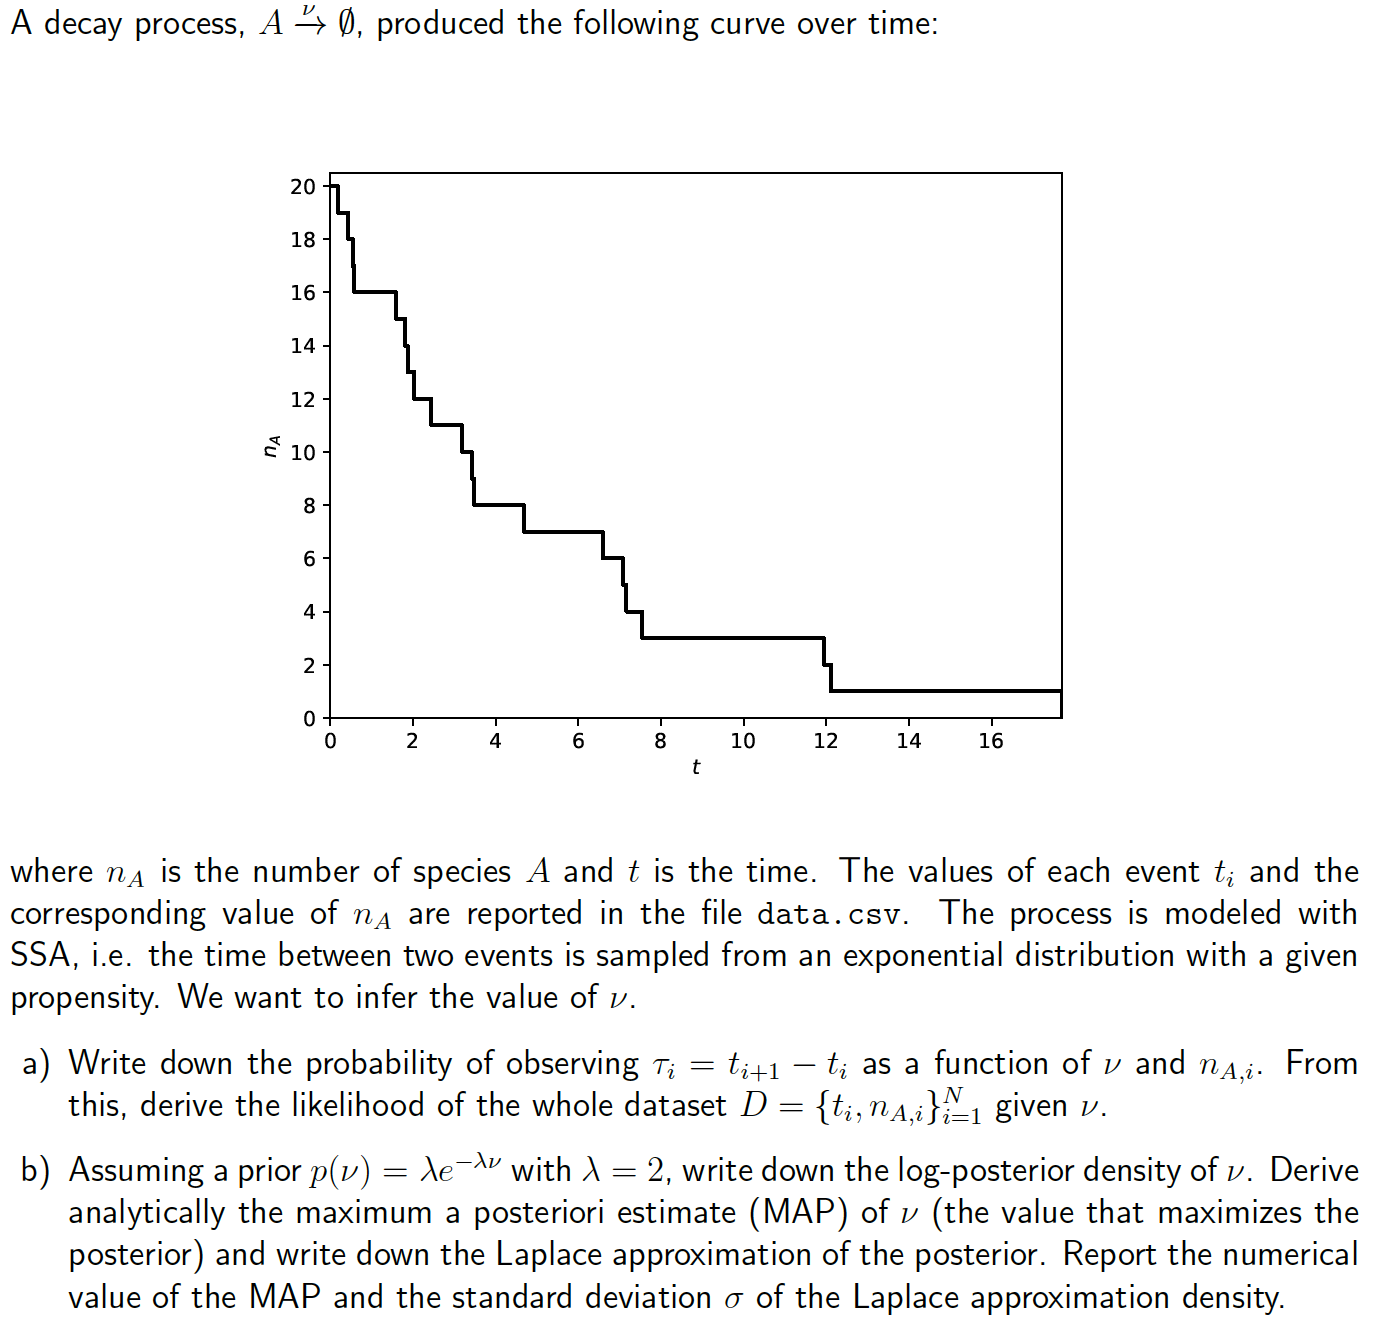 A decay process, $A \xrightarrow{\nu} \emptyset$, produced the following curve over time:
20
18
16
14
12
10
8
6
4
2
0
$n_A$
0 2 4 6 8 10 12 14 16
$t$
where $n_A$ is the number of species $A$ and $t$ is the time. The values of each event $t_i$ and the
corresponding value of $n_A$ are reported in the file data.csv. The process is modeled with
SSA, i.e. the time between two events is sampled from an exponential distribution with a given
propensity. We want to infer the value of $\nu$.
a) Write down the probability of observing $\tau_i = t_{i+1} - t_i$ as a function of $\nu$ and $n_{A,i}$. From
this, derive the likelihood of the whole dataset $D = \{t_i, n_{A,i}\}_{i=1}^{N}$ given $\nu$.
b) Assuming a prior $p(\nu) = \lambda e^{-\lambda\nu}$ with $\lambda = 2$, write down the log-posterior density of $\nu$. Derive
analytically the maximum a posteriori estimate (MAP) of $\nu$ (the value that maximizes the
posterior) and write down the Laplace approximation of the posterior. Report the numerical
value of the MAP and the standard deviation $\sigma$ of the Laplace approximation density.